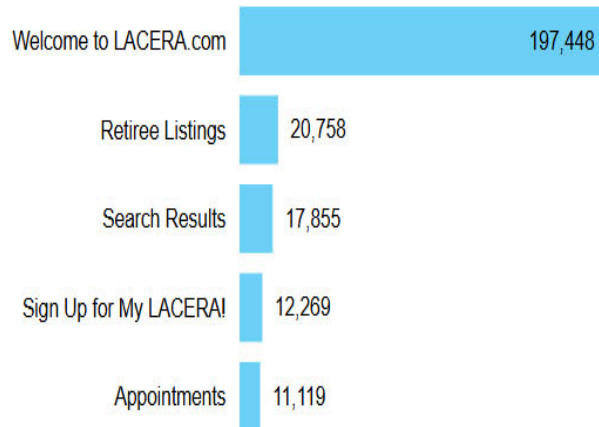 Welcome to LACERA.com 197,448
Retiree Listings 20,758
Search Results 17,855
Sign Up for My LACERA! 12,269
Appointments 11,119